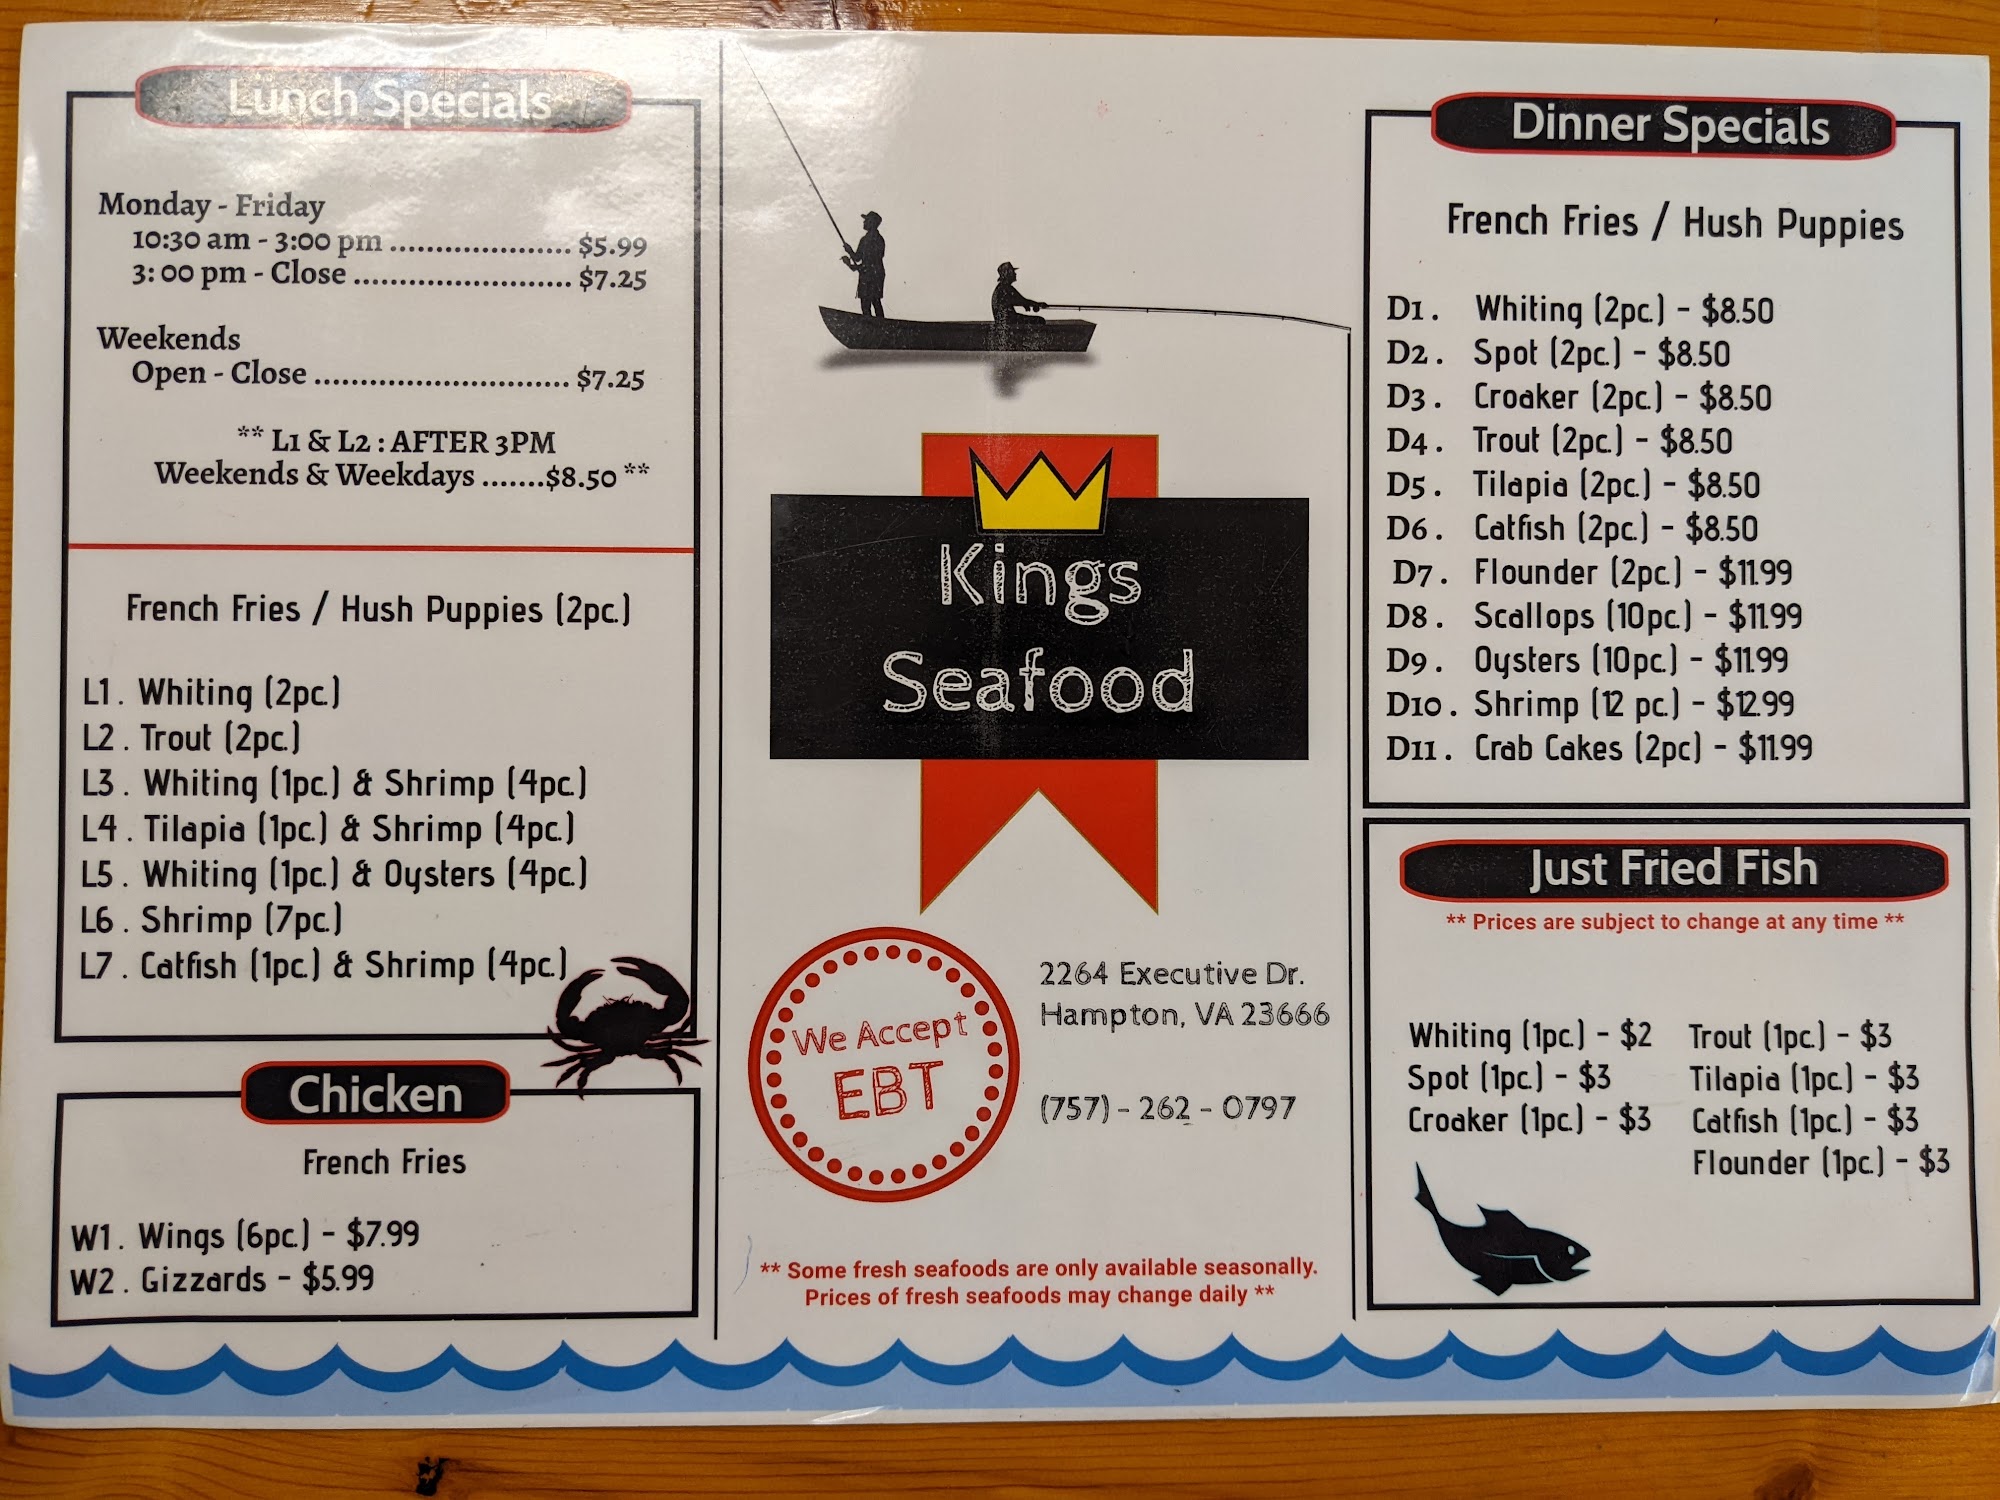 Lunch Specials
Monday - Friday
10:30 am - 3:00 pm ..................... $5.99
3: 00 pm - Close ......................... $7.25
Weekends
Open - Close ............................. $7.25
** L1 & L2 : AFTER 3PM
Weekends & Weekdays .......$8.50 **
French Fries / Hush Puppies (2pc.)
L1 . Whiting (2pc.)
L2 . Trout (2pc.)
L3 . Whiting (1pc.) & Shrimp (4pc.)
L4 . Tilapia (1pc.) & Shrimp (4pc.)
L5 . Whiting (1pc.) & Oysters (4pc.)
L6 . Shrimp (7pc.)
L7 . Catfish (1pc.) & Shrimp (4pc.)
Chicken
French Fries
W1 . Wings (6pc.) - $7.99
W2 . Gizzards - $5.99
Kings
Seafood
We Accept
EBT
2264 Executive Dr.
Hampton, VA 23666
(757) - 262 - 0797
** Some fresh seafoods are only available seasonally.
Prices of fresh seafoods may change daily **
Dinner Specials
French Fries / Hush Puppies
D1 . Whiting (2pc.) - $8.50
D2 . Spot (2pc.) - $8.50
D3 . Croaker (2pc.) - $8.50
D4 . Trout (2pc.) - $8.50
D5 . Tilapia (2pc.) - $8.50
D6 . Catfish (2pc.) - $8.50
D7 . Flounder (2pc.) - $11.99
D8 . Scallops (10pc.) - $11.99
D9 . Oysters (10pc.) - $11.99
D10 . Shrimp (12 pc.) - $12.99
D11 . Crab Cakes (2pc) - $11.99
Just Fried Fish
** Prices are subject to change at any time **
Whiting (1pc.) - $2
Spot (1pc.) - $3
Croaker (1pc.) - $3
Trout (1pc.) - $3
Tilapia (1pc.) - $3
Catfish (1pc.) - $3
Flounder (1pc.) - $3